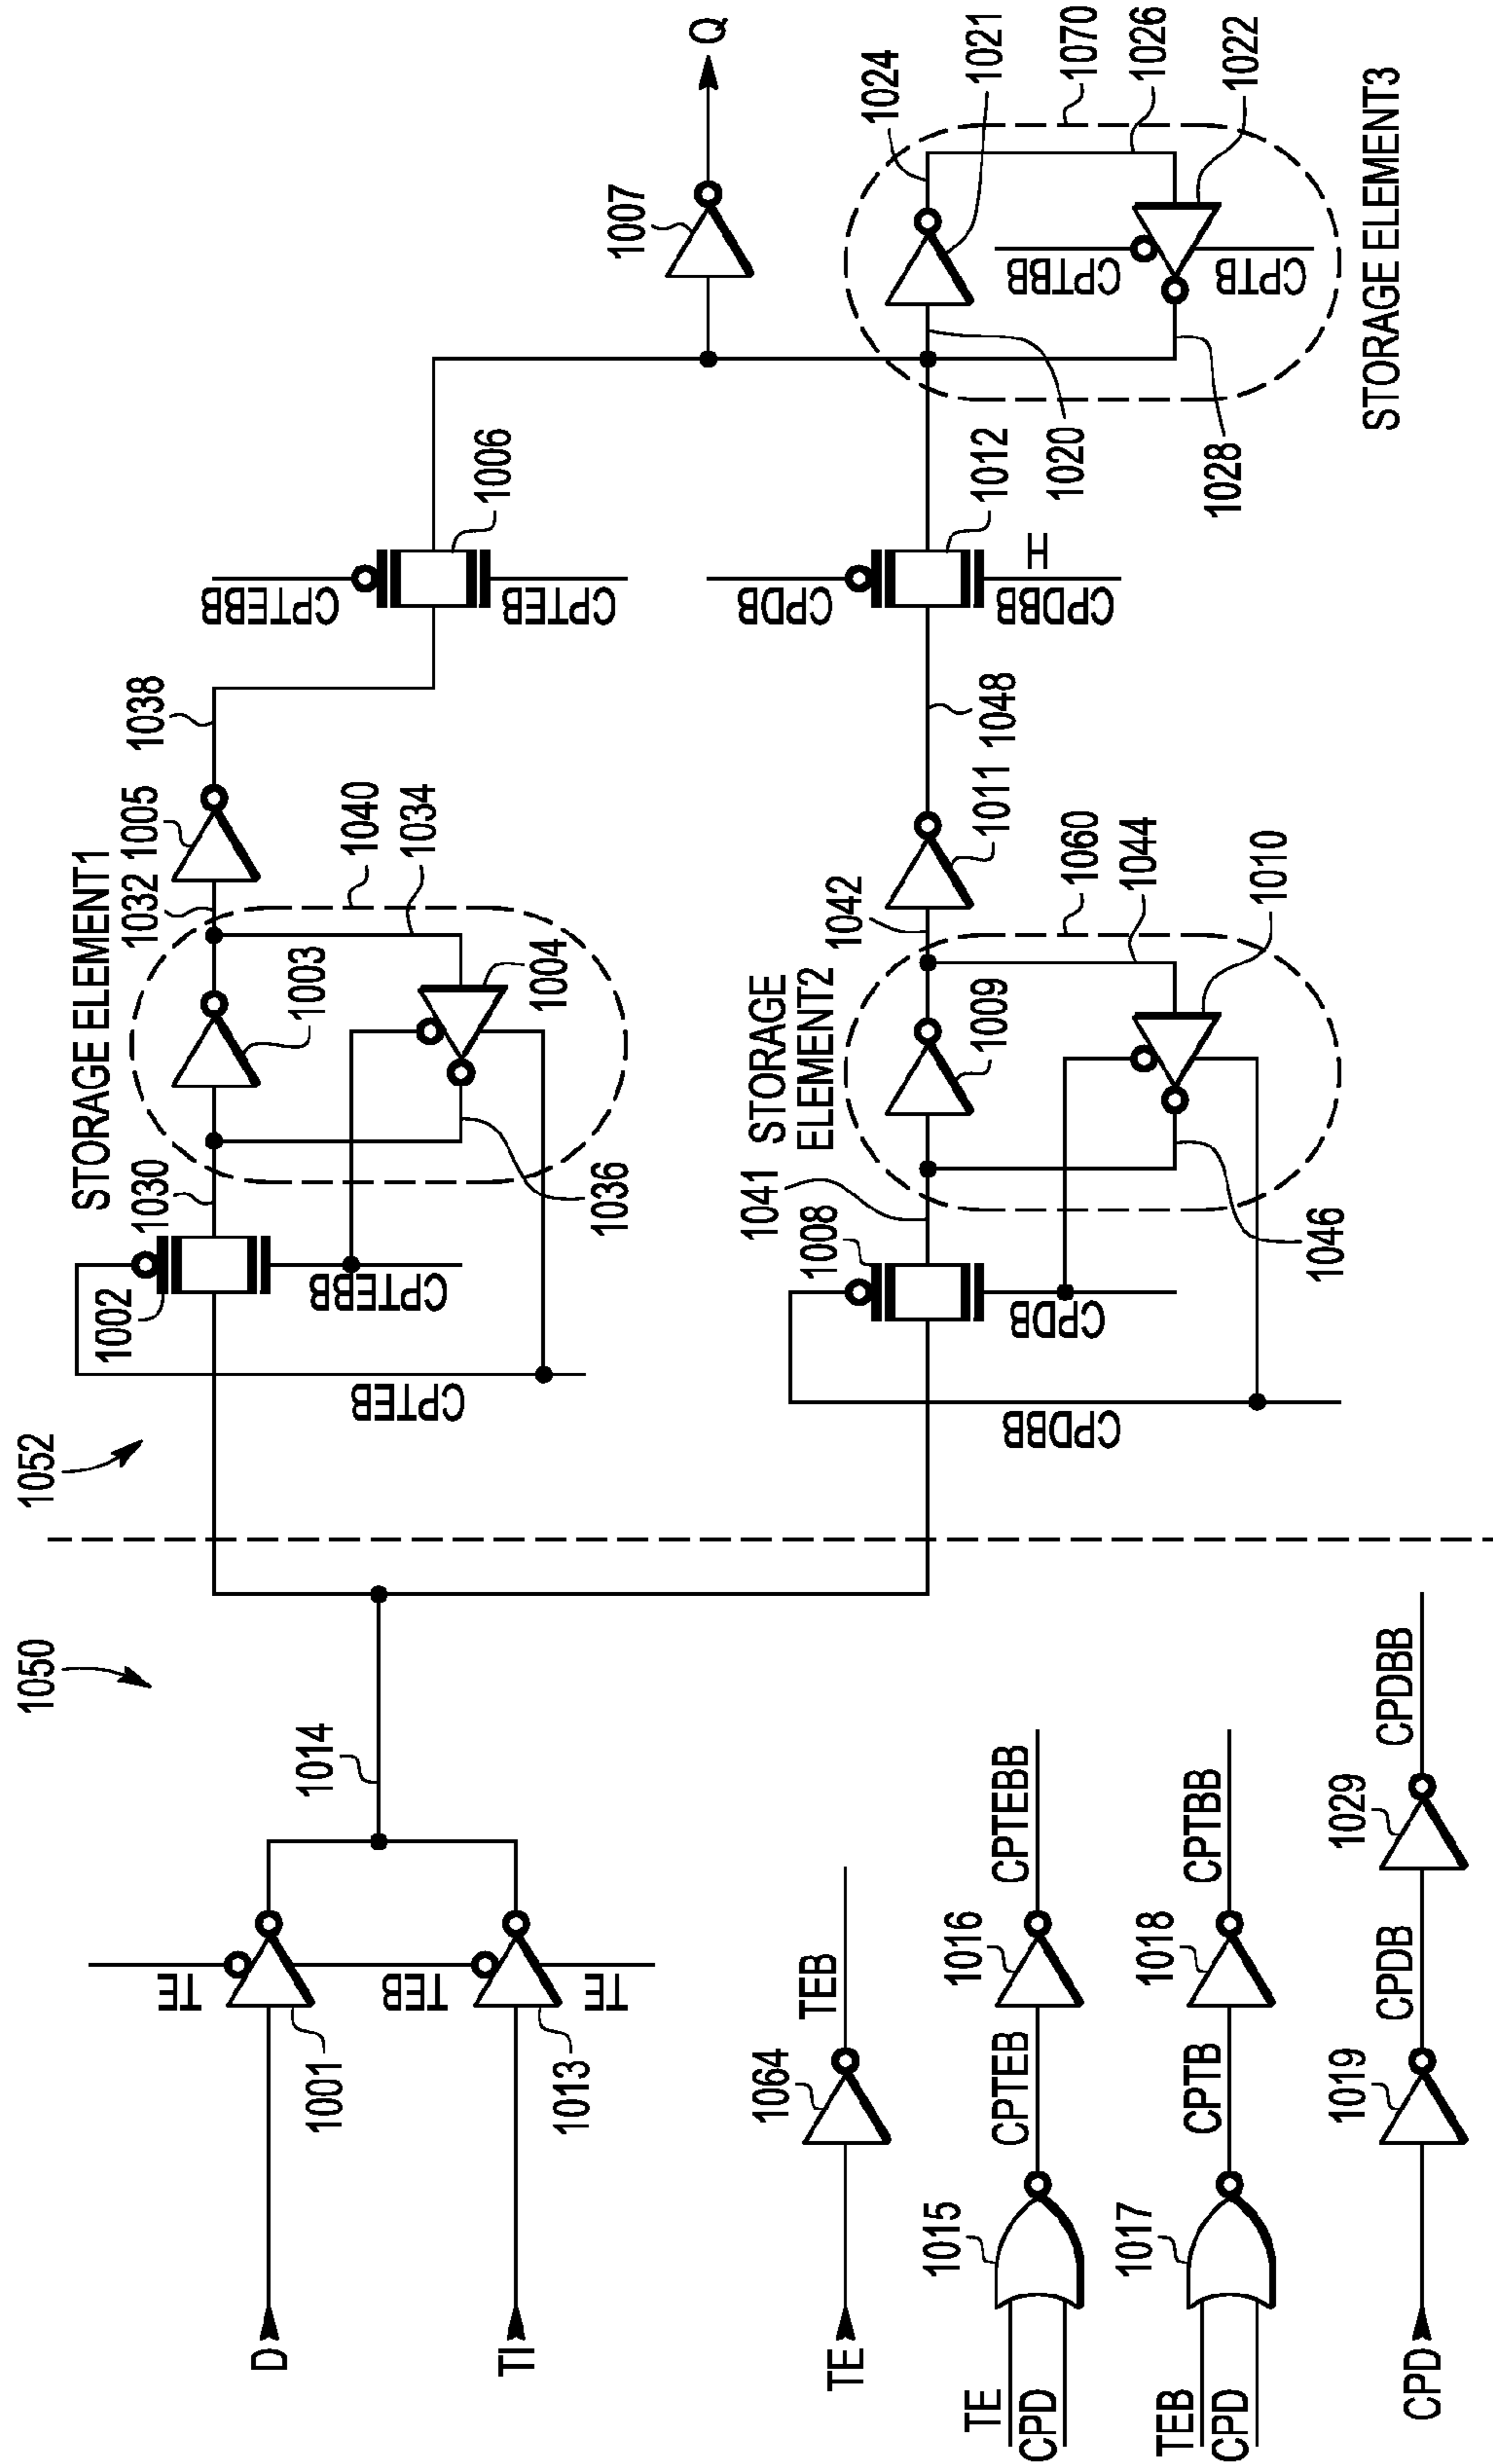 1050
1052
D
TI
TE
1001
TEB
1013
TE
1014
TE
1064
TEB
TE
CPD
1015
CPTEB
1016
CPTEBB
TEB
CPD
1017
CPTB
1018
CPTBB
CPD
1019
CPDB
1029
CPDBB
STORAGE ELEMENT1
1002
1030
CPTEB
CPTEBB
1003
1032
1005
1038
1040
1034
1004
1036
CPTEBB
1006
CPTEB
1007
Q
STORAGE
ELEMENT2
1041
1008
CPDBB
CPDB
1009
1042
1011
1048
1060
1044
1010
1046
CPDB
1012
CPDBB
H
1020
1024
1021
1070
1026
1022
CPTBB
CPTB
1028
STORAGE ELEMENT3